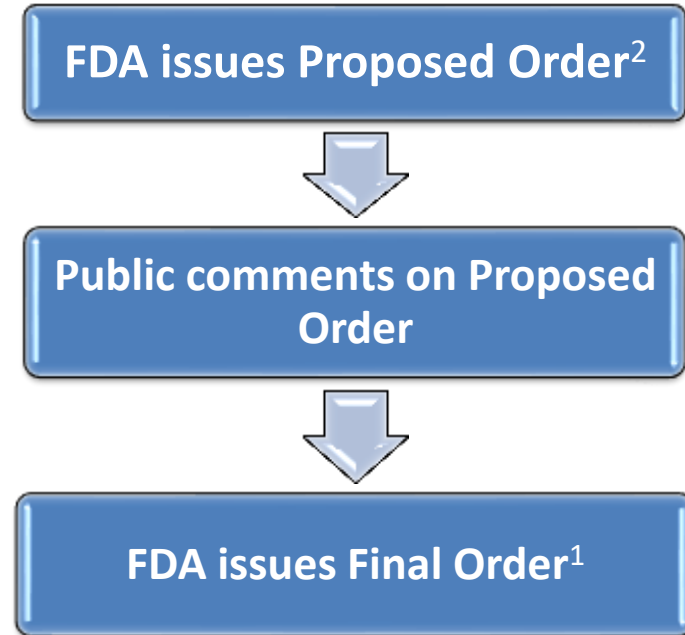 FDA issues Proposed Order²
Public comments on Proposed
Order
FDA issues Final Order¹